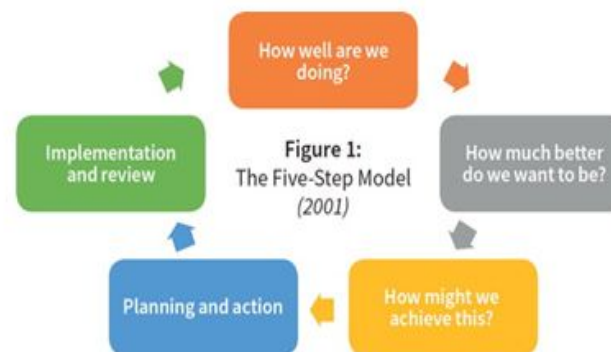 How well are we
doing?
Implementation
and review
Figure 1:
The Five-Step Model
(2001)
How much better
do we want to be?
Planning and action
How might we
achieve this?